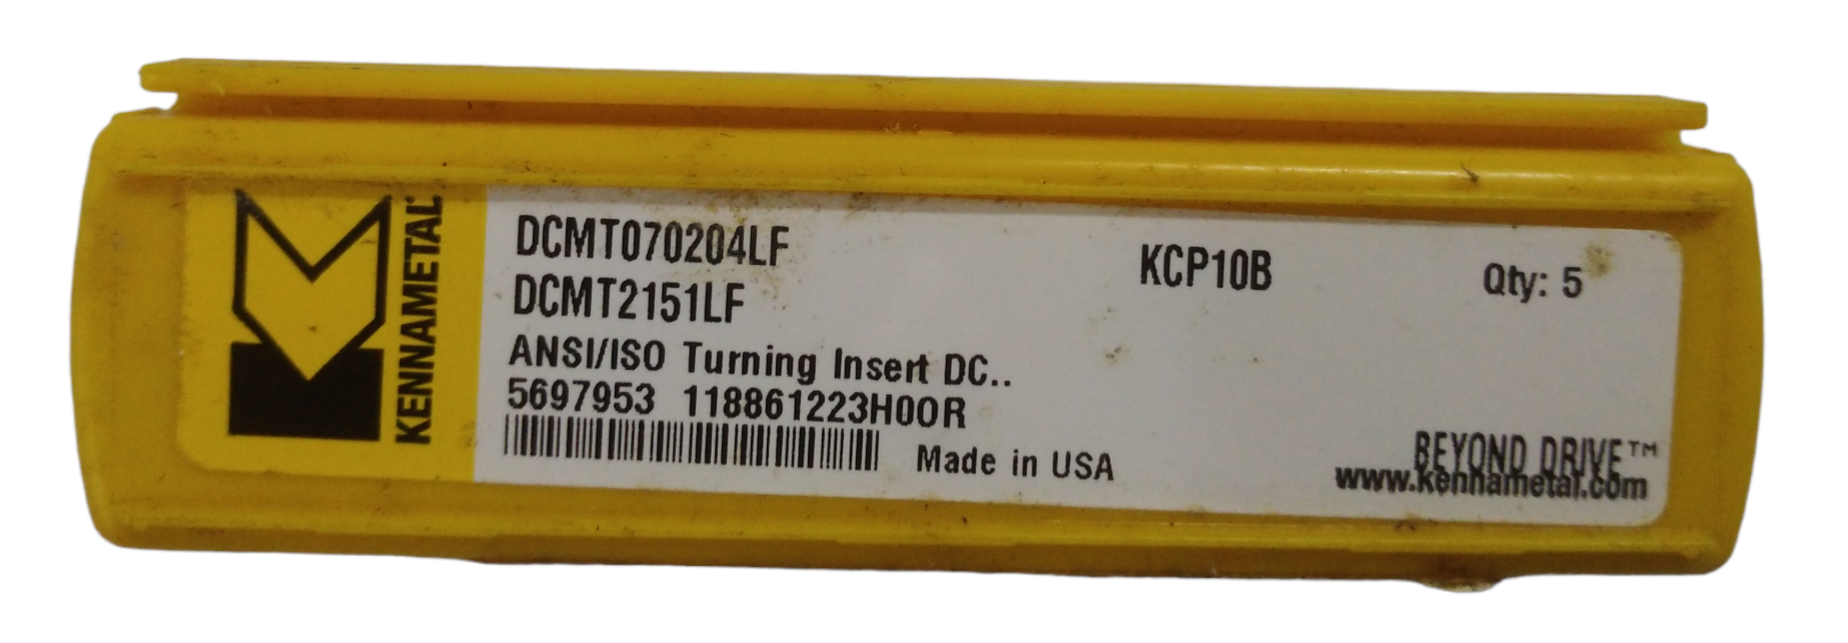 KENNAMETAL
DCMT070204LF
KCP10B
Qty: 5
DCMT2151LF
ANSI/ISO Turning Insert DC..
5697953 118861223H00R
Made in USA
BEYOND DRIVE™
www.kennametal.com